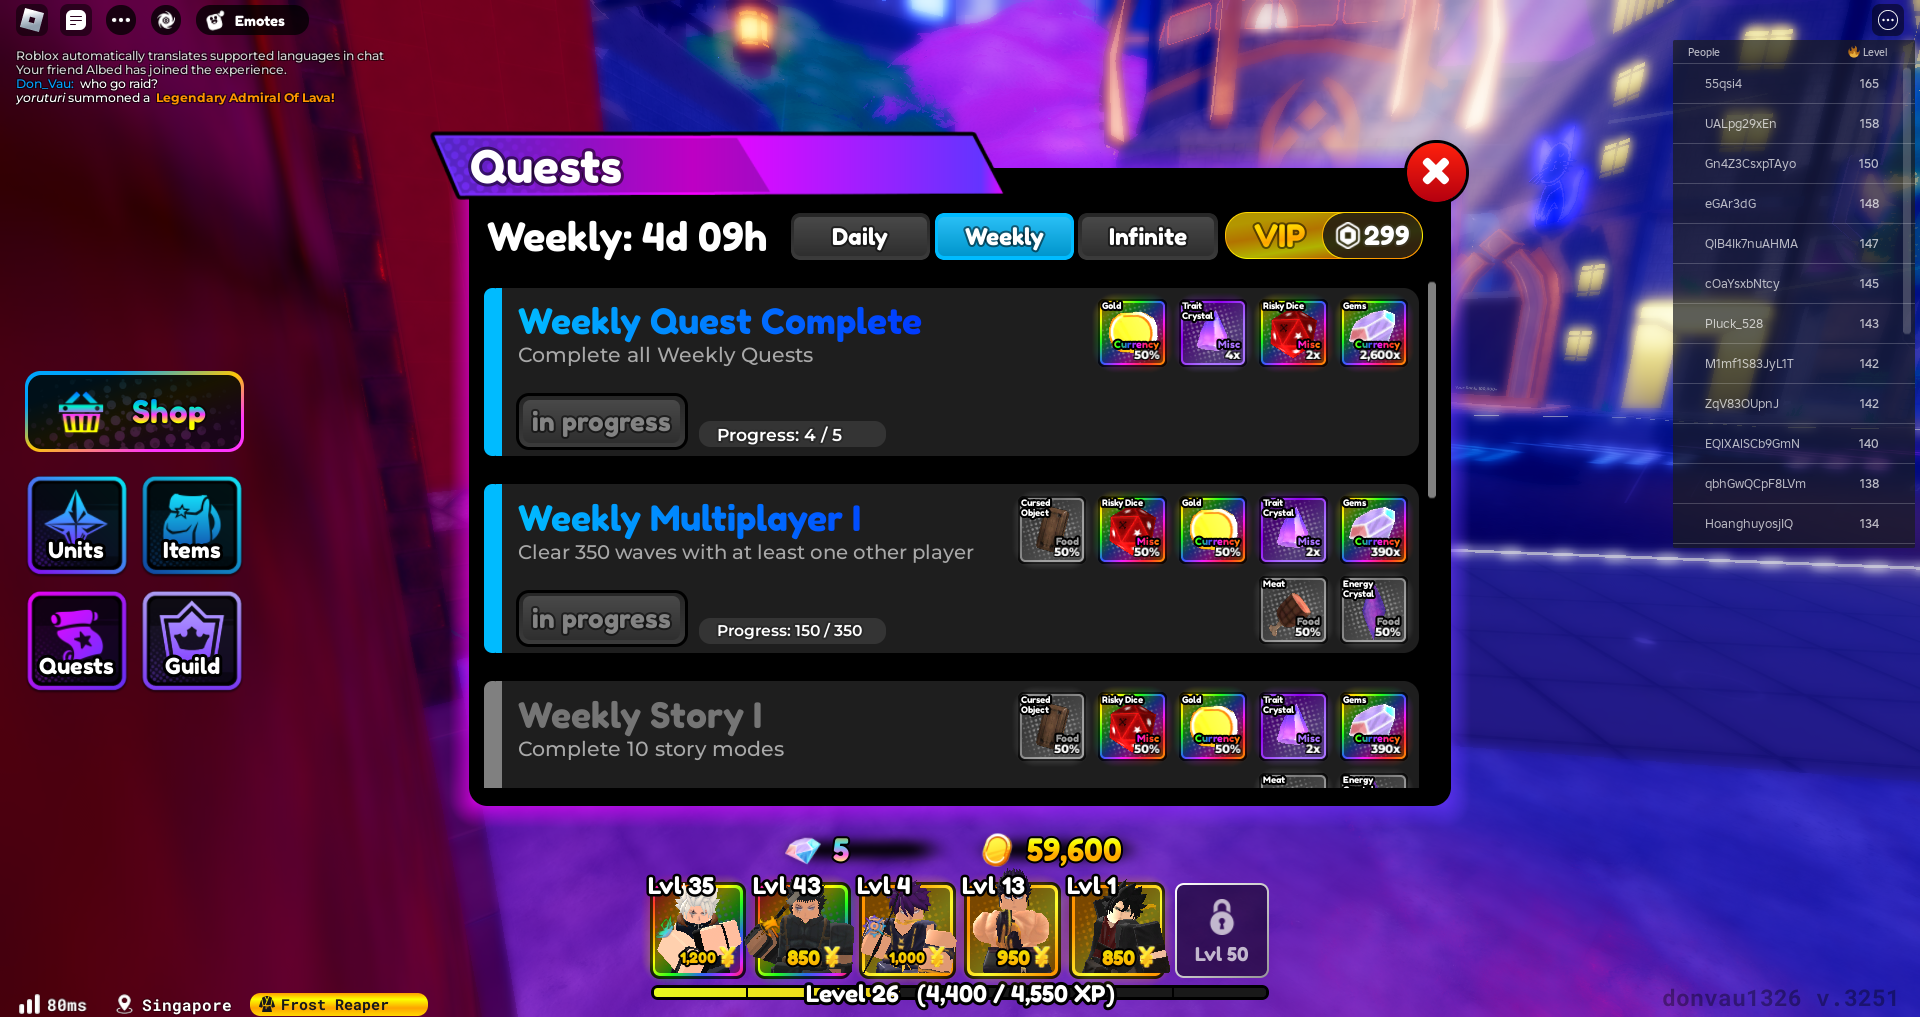 Emotes
Roblox automatically translates supported languages in chat
Your friend Albed has joined the experience.
Don_Vau: who go raid?
yoruturi summoned a Legendary Admiral Of Lava!
People Level
55qsi4 165
UALpg29xEn 158
Gn4Z3CsxpTAyo 150
eGAr3dG 148
QIB4Ik7nuAHMA 147
cOaYsxbNtcy 145
Pluck_528 143
M1mf1S83JyL1T 142
ZqV83OUpnJ 142
EQIXAISCb9GmN 140
qbhGwQCpF8LVm 138
HoanghuyosjIQ 134
Quests
Weekly: 4d 09h
Daily
Weekly
Infinite
VIP 299
Weekly Quest Complete
Complete all Weekly Quests
in progress
Progress: 4 / 5
Gold Currency 50%
Trait Crystal Misc 4x
Risky Dice Misc 2x
Gems Currency 2,600x
Weekly Multiplayer I
Clear 350 waves with at least one other player
in progress
Progress: 150 / 350
Cursed Object Food 50%
Risky Dice Misc 50%
Gold Currency 50%
Trait Crystal Misc 2x
Gems Currency 390x
Meat Food 50%
Energy Crystal Food 50%
Weekly Story I
Complete 10 story modes
Cursed Object Food 50%
Risky Dice Misc 50%
Gold Currency 50%
Trait Crystal Misc 2x
Gems Currency 390x
Meat
Energy
Shop
Units
Items
Quests
Guild
5
59,600
Lvl 35 1,200¥
Lvl 43 850¥
Lvl 4 1,000¥
Lvl 13 950¥
Lvl 1 850¥
Lvl 50
Level 26 (4,400 / 4,550 XP)
80ms
Singapore
Frost Reaper
donvau1326 v.3251